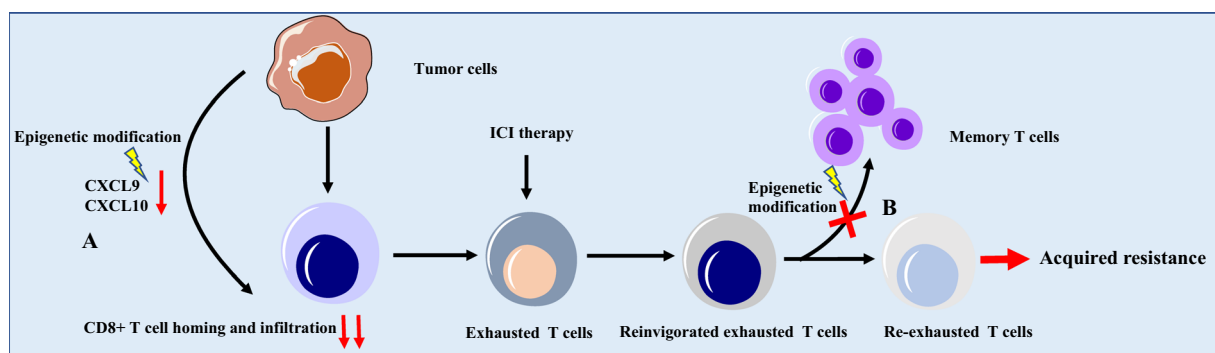 Tumor cells
Epigenetic modification
CXCL9
CXCL10
A
CD8+ T cell homing and infiltration
ICI therapy
Exhausted T cells
Reinvigorated exhausted T cells
Memory T cells
Epigenetic
modification
B
Re-exhausted T cells
Acquired resistance